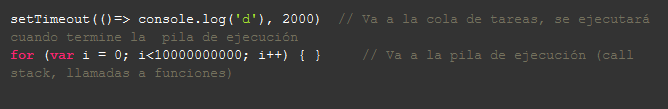 setTimeout(()=> console.log('d'), 2000)  // Va a la cola de tareas, se ejecutará
cuando termine la  pila de ejecución
for (var i = 0; i<10000000000; i++) { }     // Va a la pila de ejecución (call
stack, llamadas a funciones)